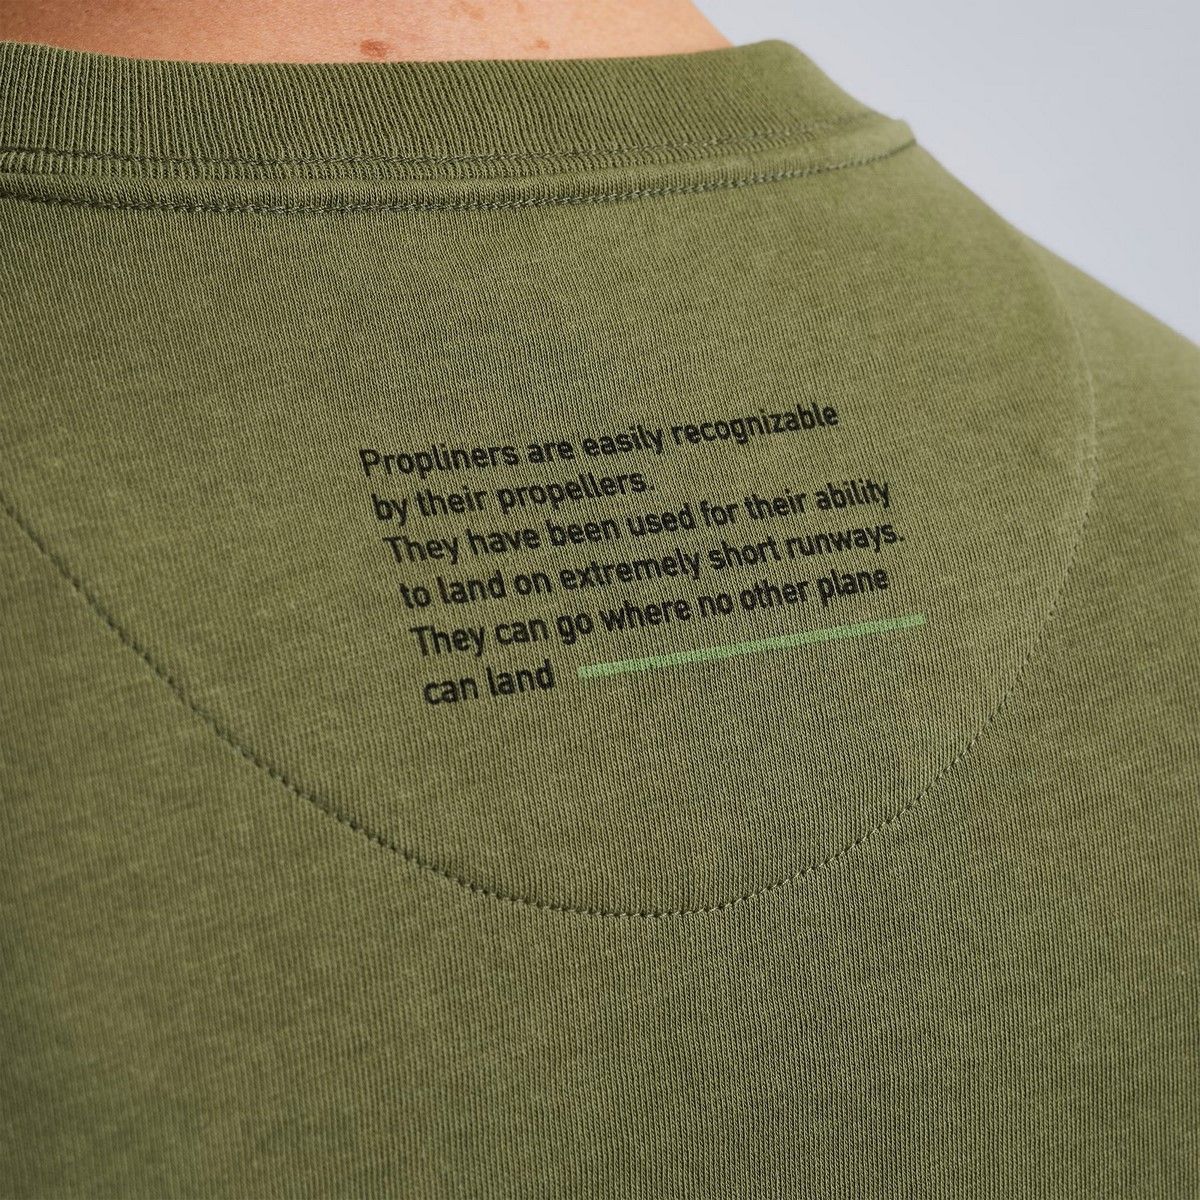 Propliners are easily recognizable
by their propellers.
They have been used for their ability
to land on extremely short runways.
They can go where no other plane
can land